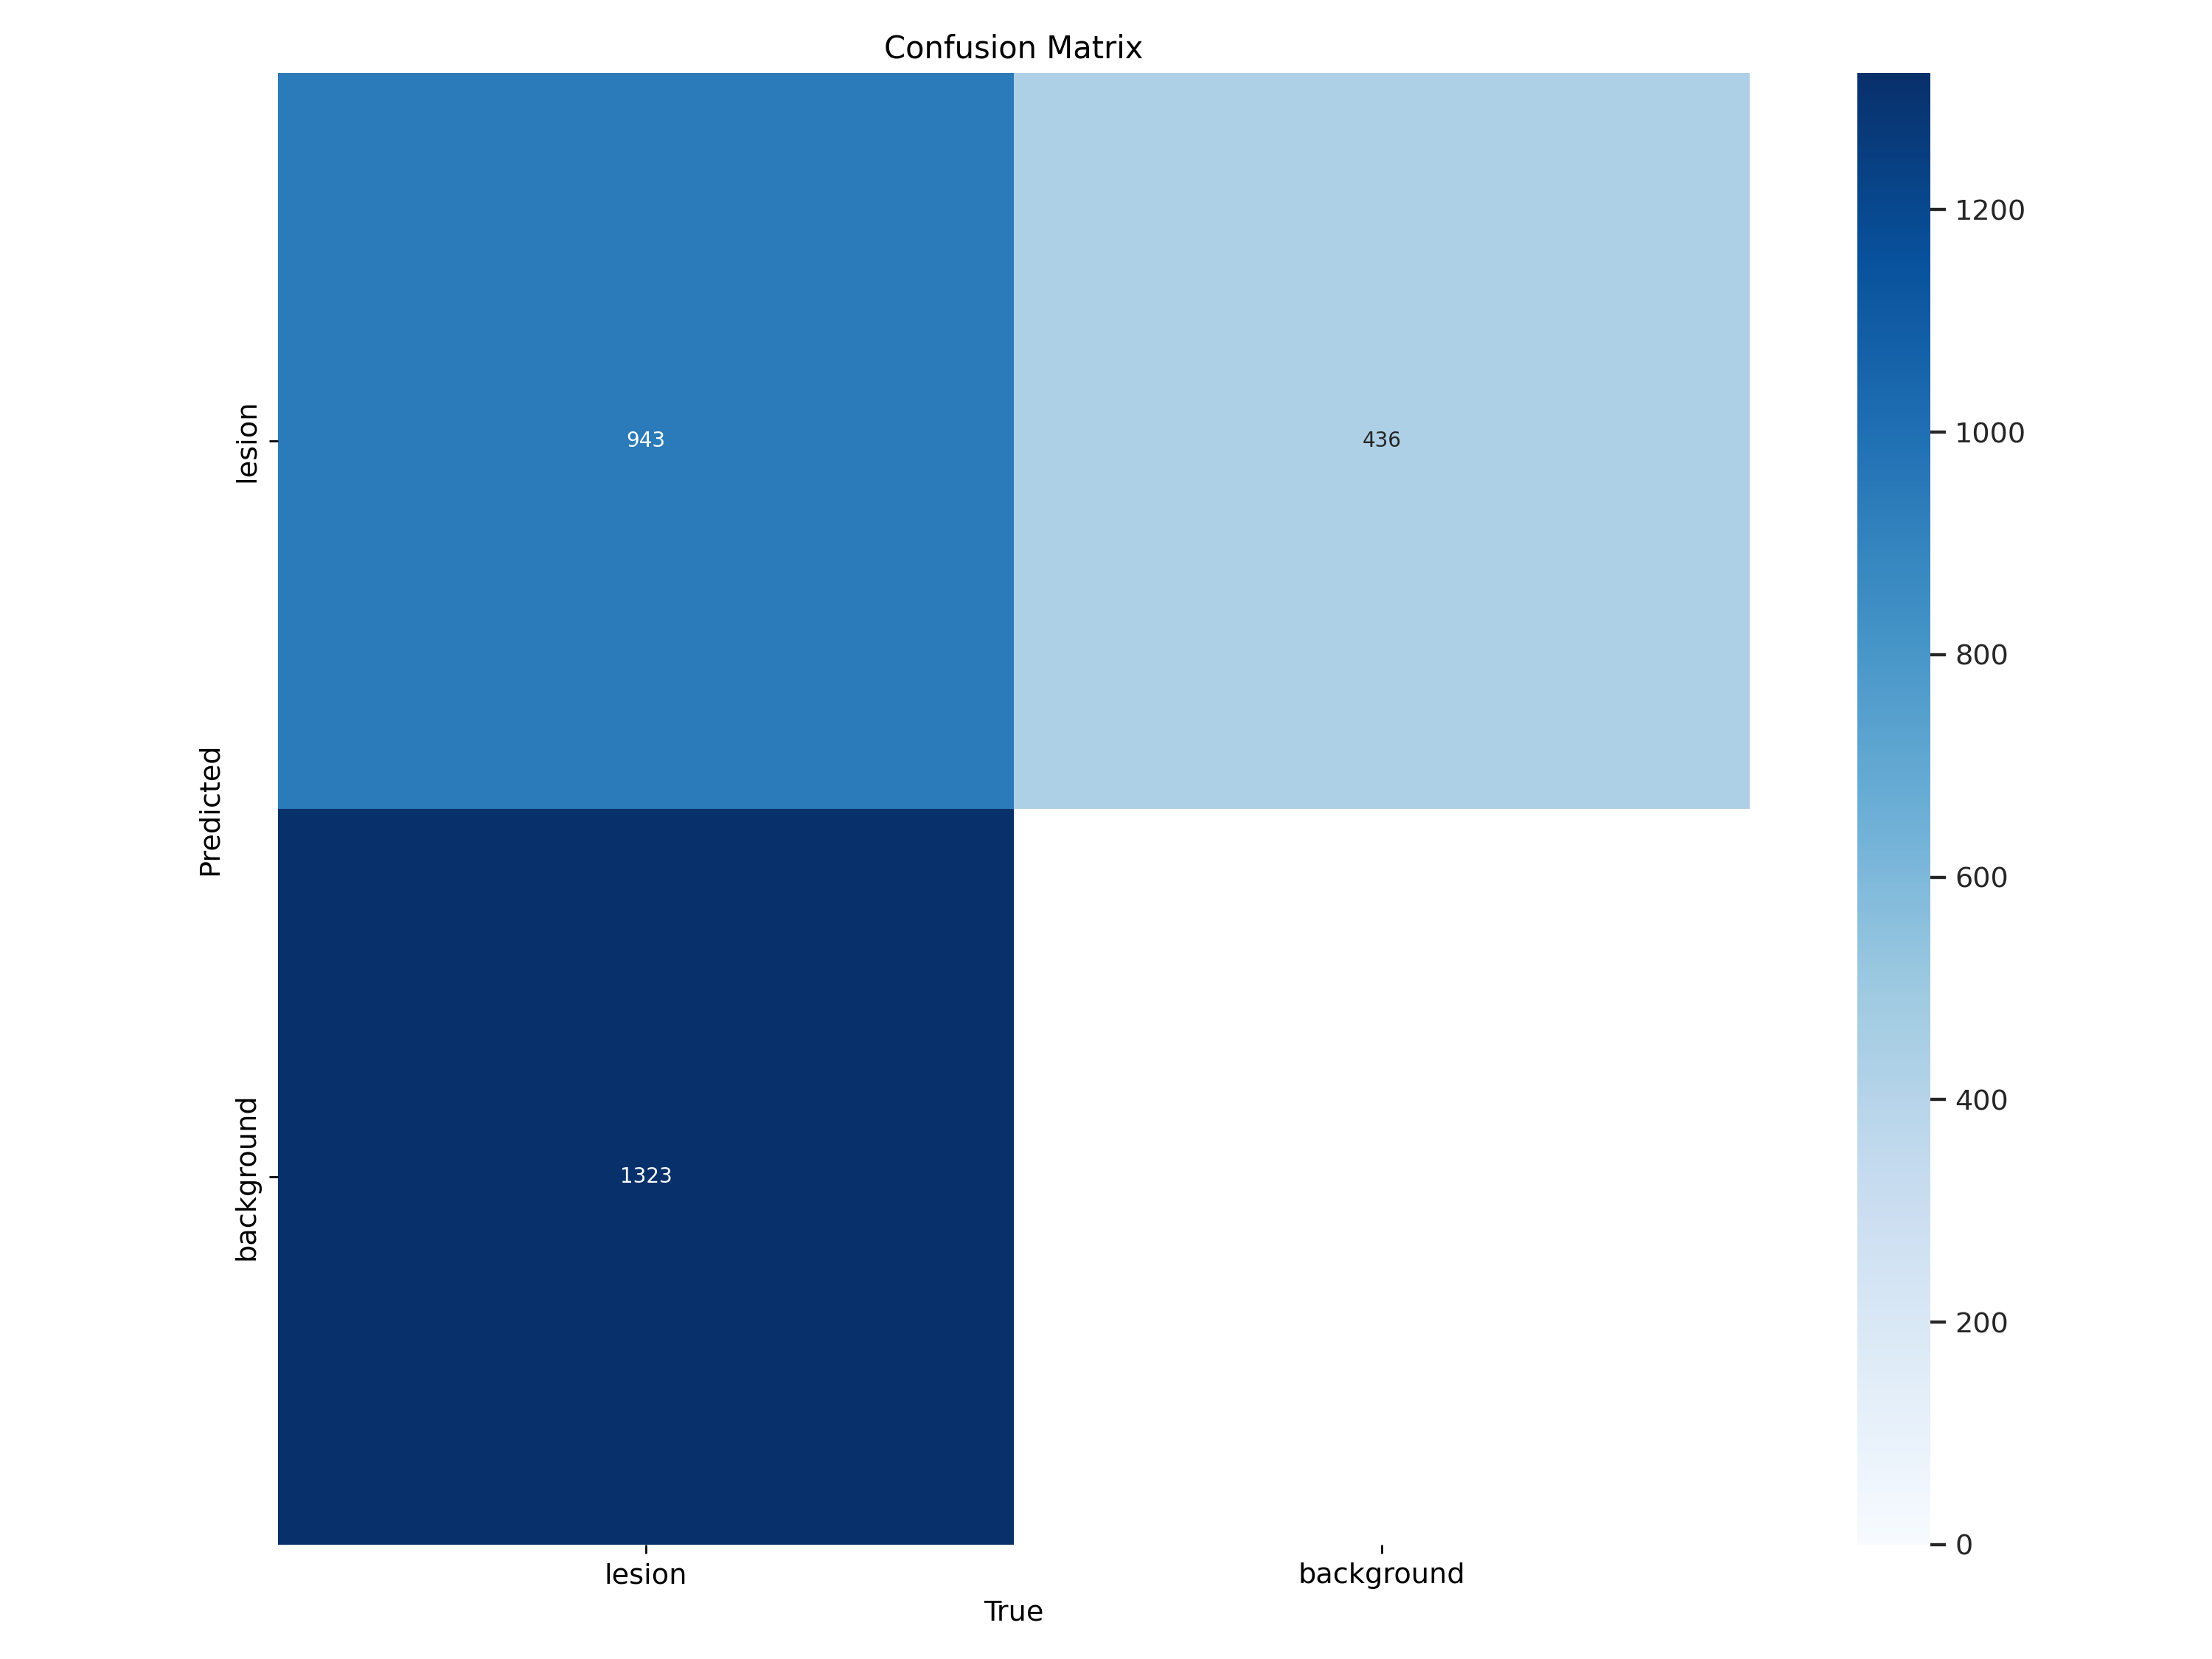 Confusion Matrix
lesion
943
436
Predicted
background
1323
lesion
background
True
1200
1000
800
600
400
200
0